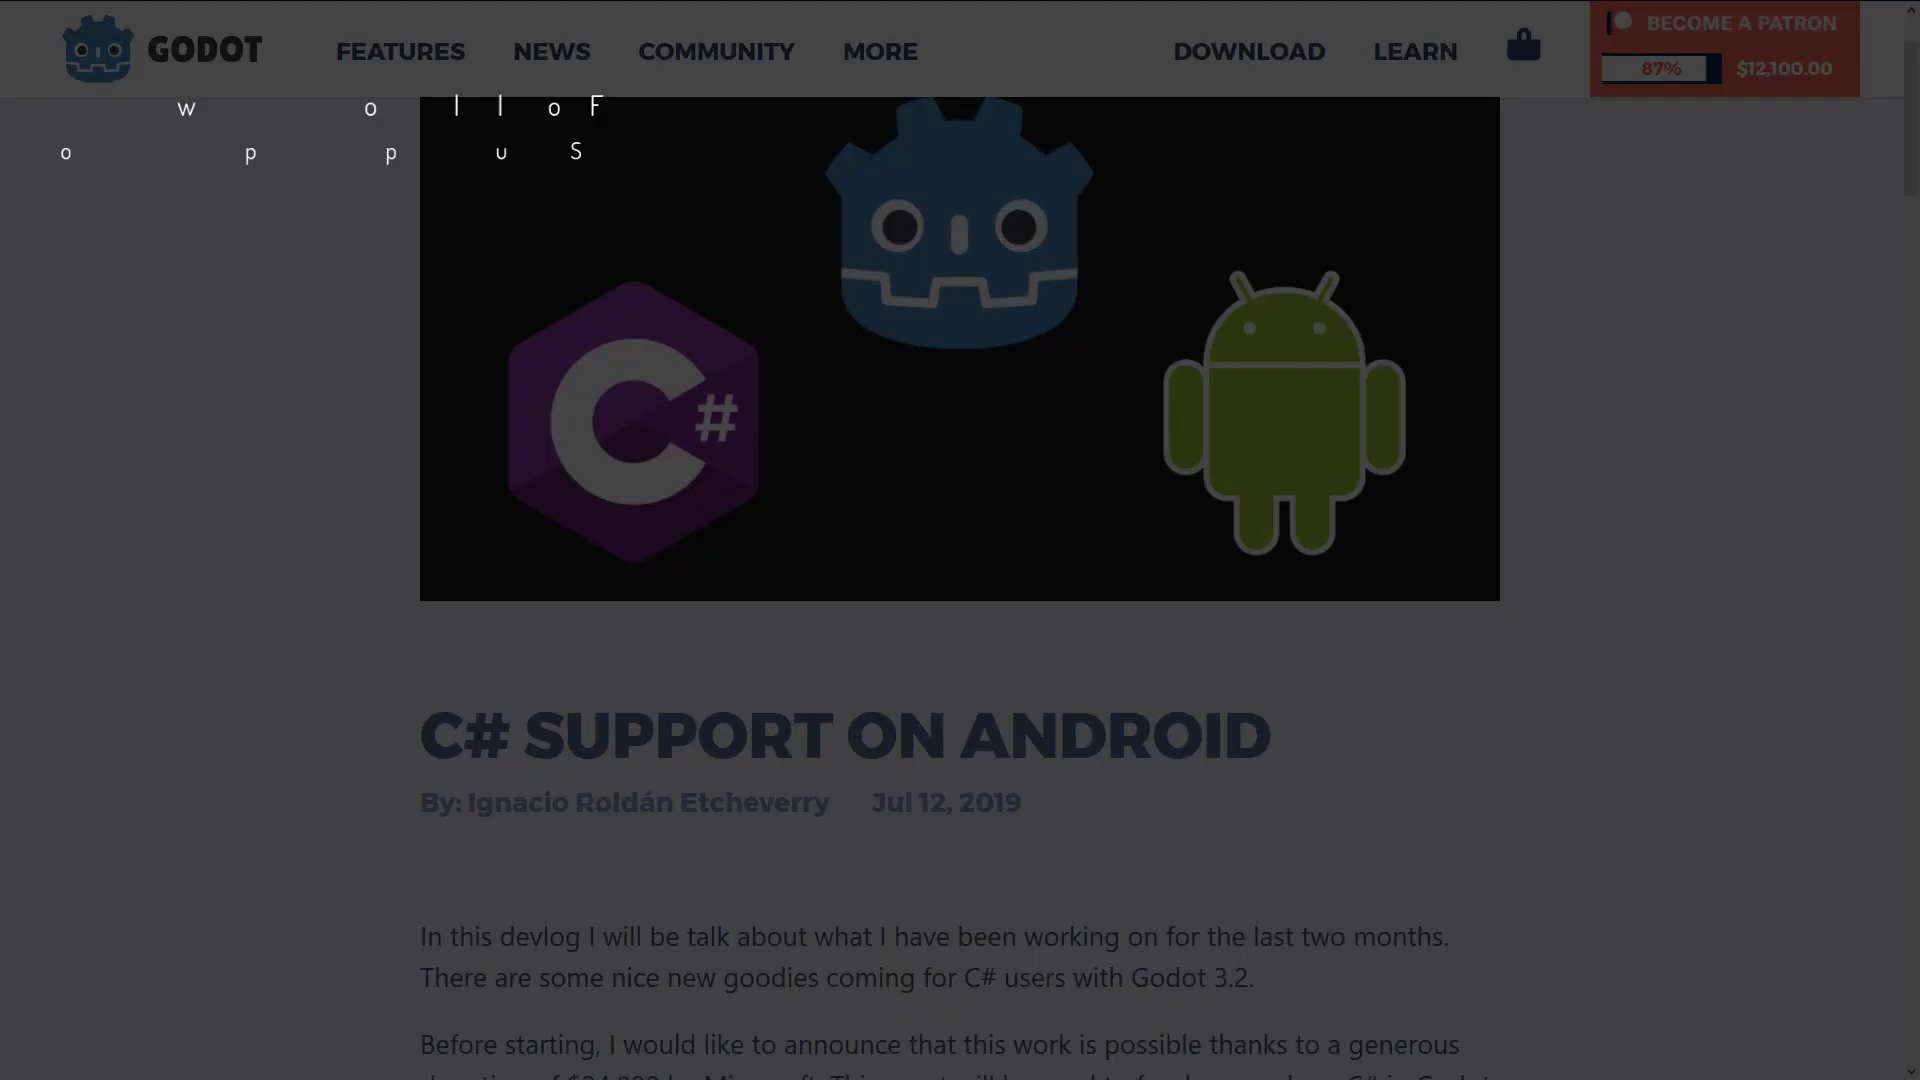 GODOT
FEATURES NEWS COMMUNITY MORE DOWNLOAD LEARN
BECOME A PATRON
87% $12,100.00
w o l l o F
o p p u S
C#
C# SUPPORT ON ANDROID
By: Ignacio Roldán Etcheverry Jul 12, 2019
In this devlog I will be talk about what I have been working on for the last two months.
There are some nice new goodies coming for C# users with Godot 3.2.
Before starting, I would like to announce that this work is possible thanks to a generous